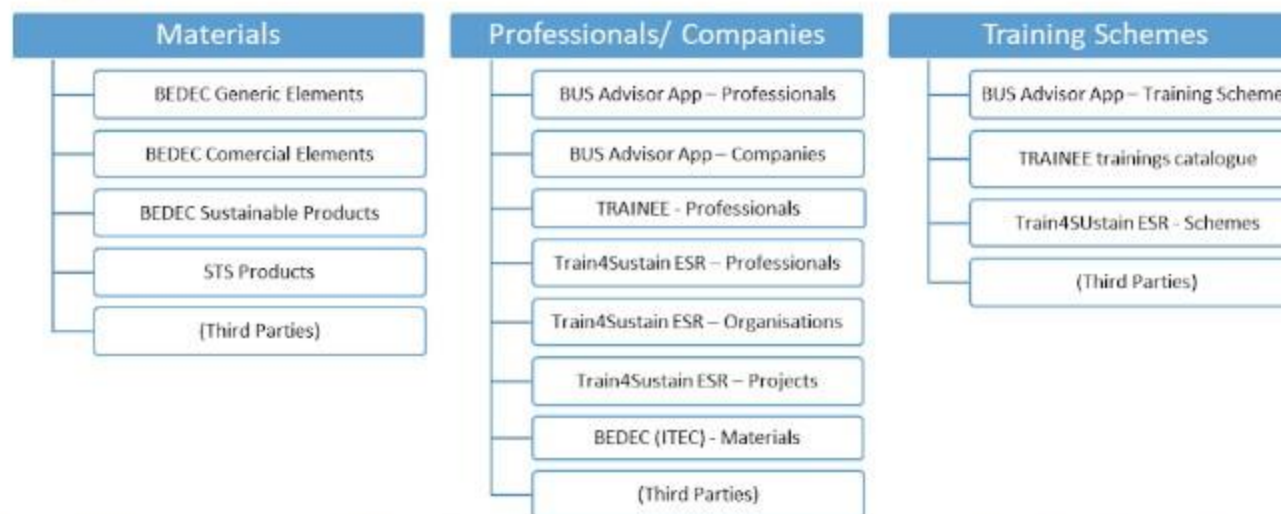 Materials
BEDEC Generic Elements
BEDEC Comercial Elements
BEDEC Sustainable Products
STS Products
(Third Parties)
Professionals/ Companies
BUS Advisor App – Professionals
BUS Advisor App – Companies
TRAINEE - Professionals
Train4Sustain ESR – Professionals
Train4Sustain ESR – Organisations
Train4Sustain ESR – Projects
BEDEC (ITEC) - Materials
(Third Parties)
Training Schemes
BUS Advisor App – Training Scheme
TRAINEE trainings catalogue
Train4SUstain ESR - Schemes
(Third Parties)